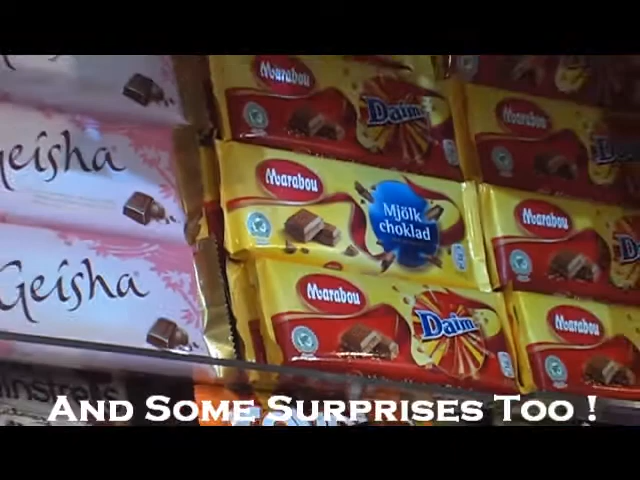 Marabou
Daim
Marabou
Geisha
Marabou
Mjölk
choklad
Marabou
Geisha
Marabou
Daim
Marabou
AND SOME SURPRISES TOO !